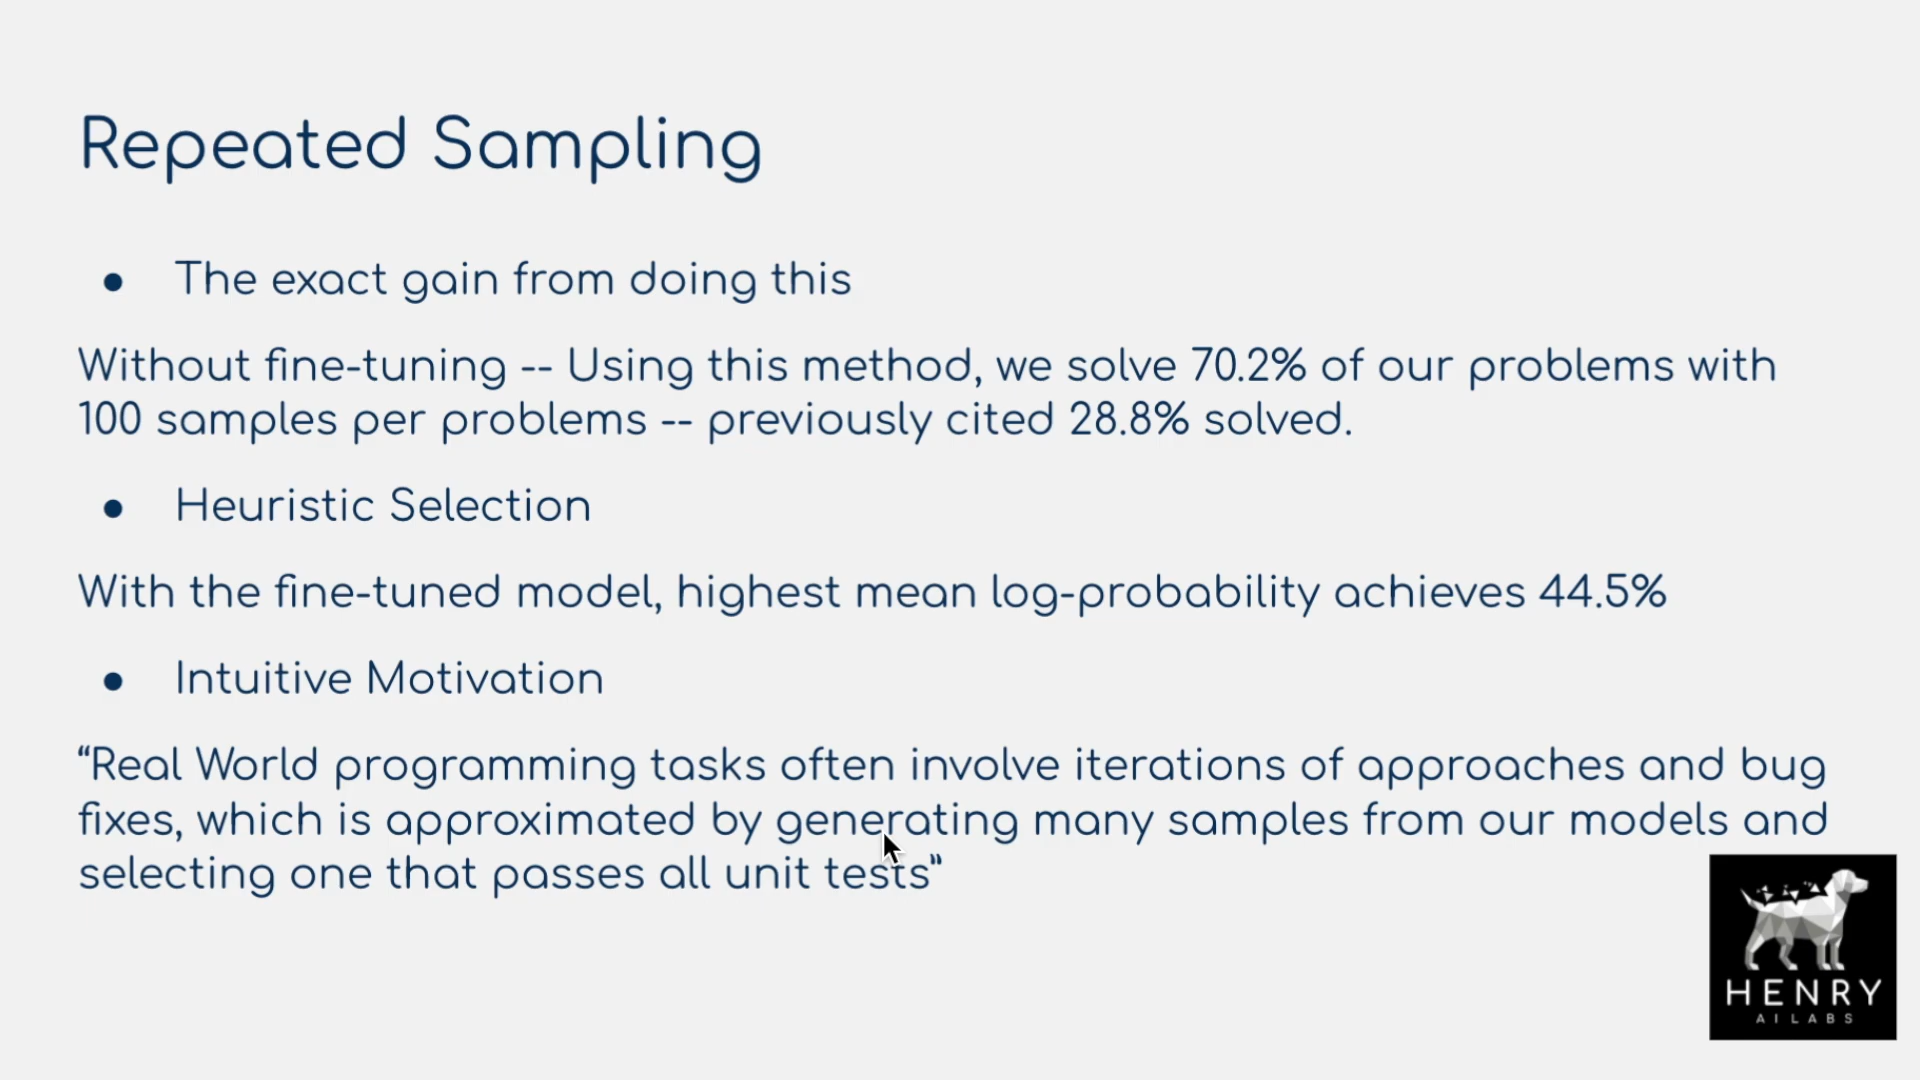 Repeated Sampling
● The exact gain from doing this
Without fine-tuning -- Using this method, we solve 70.2% of our problems with
100 samples per problems -- previously cited 28.8% solved.
● Heuristic Selection
With the fine-tuned model, highest mean log-probability achieves 44.5%
● Intuitive Motivation
“Real World programming tasks often involve iterations of approaches and bug
fixes, which is approximated by generating many samples from our models and
selecting one that passes all unit tests”
HENRY
AI LABS